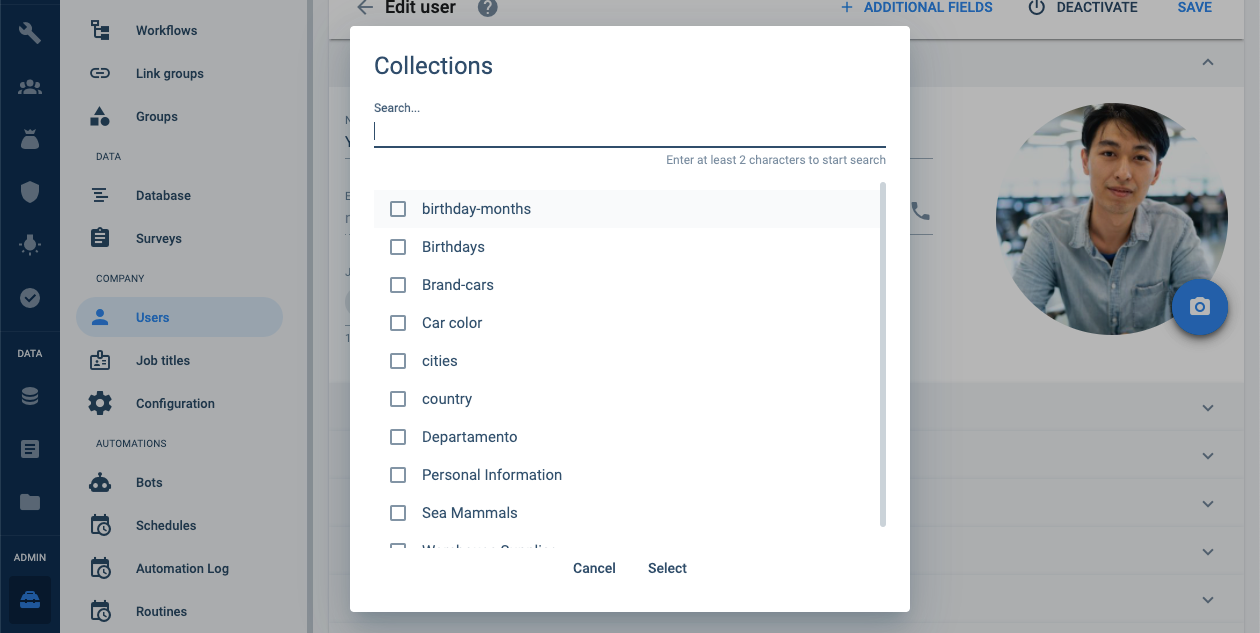 Edit user
ADDITIONAL FIELDS
DEACTIVATE
SAVE
Workflows
Link groups
Groups
DATA
Database
Surveys
COMPANY
Users
Job titles
Configuration
AUTOMATIONS
Bots
Schedules
Automation Log
Routines
DATA
ADMIN
Collections
Search...
Enter at least 2 characters to start search
birthday-months
Birthdays
Brand-cars
Car color
cities
country
Departamento
Personal Information
Sea Mammals
Cancel
Select